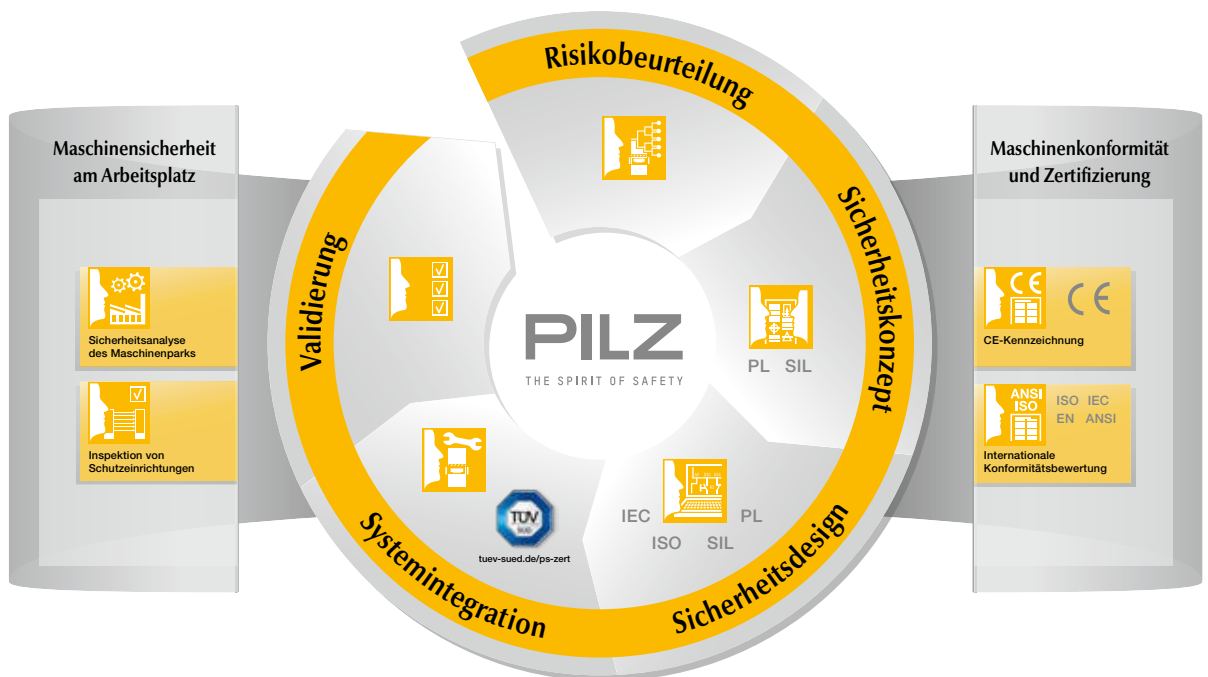 Risikobeurteilung
Maschinensicherheit
am Arbeitsplatz
Sicherheitsanalyse
des Maschinenparks
Inspektion von
Schutzeinrichtungen
Validierung
PILZ
THE SPIRIT OF SAFETY
Sicherheitskonzept
PL SIL
Maschinenkonformität
und Zertifizierung
CE
CE
CE-Kennzeichnung
ANSI
ISO
ISO IEC
EN ANSI
Internationale
Konformitätsbewertung
Systemintegration
TÜV
SÜD
tuev-sued.de/ps-zert
IEC PL
ISO SIL
Sicherheitsdesign